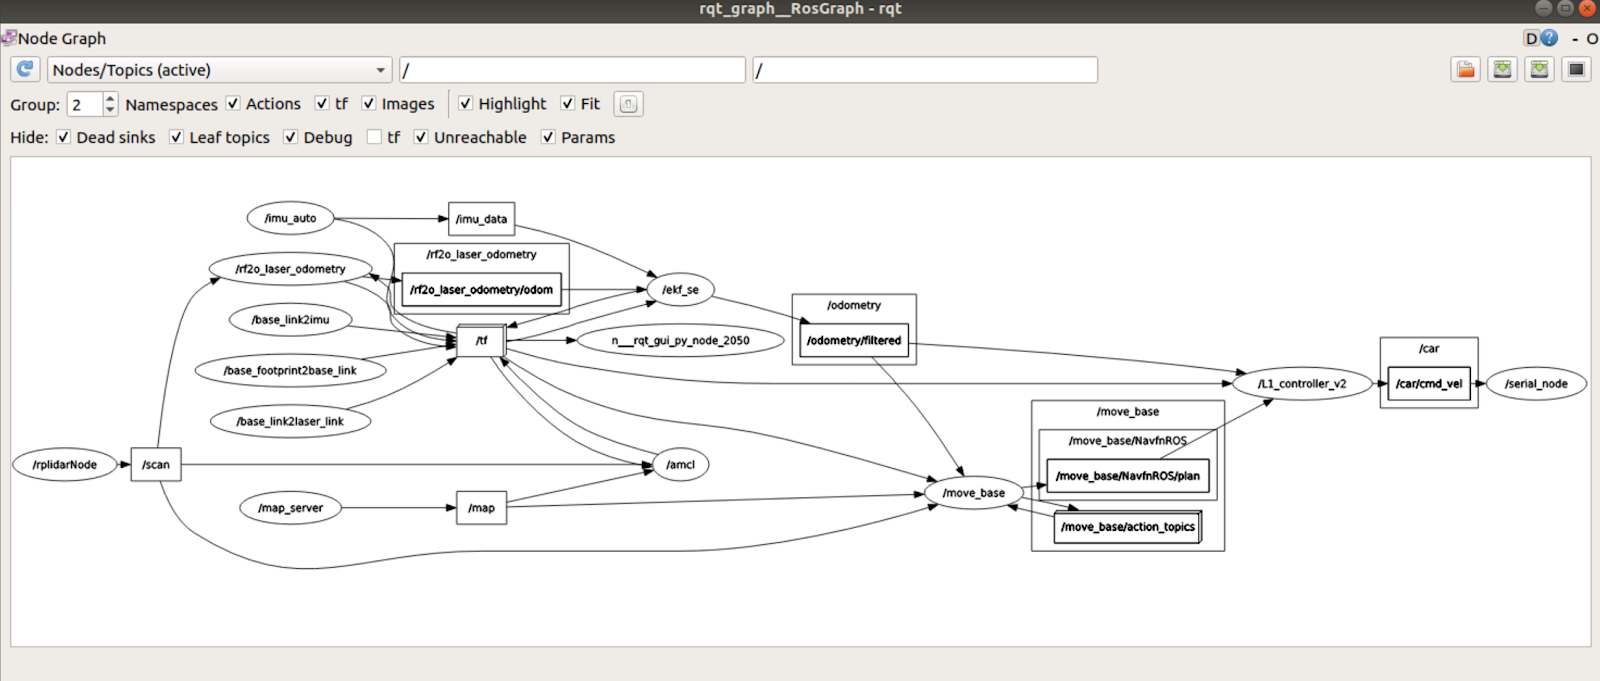 rqt_graph__RosGraph - rqt
Node Graph
D - O
Nodes/Topics (active) / /
Group: 2 Namespaces Actions tf Images Highlight Fit
Hide: Dead sinks Leaf topics Debug tf Unreachable Params
/imu_auto
/imu_data
/rf2o_laser_odometry
/rf2o_laser_odometry
/rf2o_laser_odometry/odom
/ekf_se
/base_link2imu
/tf
n___rqt_gui_py_node_2050
/odometry
/odometry/filtered
/base_footprint2base_link
/base_link2laser_link
/car
/L1_controller_v2
/car/cmd_vel
/serial_node
/move_base
/move_base/NavfnROS
/move_base/NavfnROS/plan
/rplidarNode
/scan
/amcl
/move_base
/map_server
/map
/move_base/action_topics